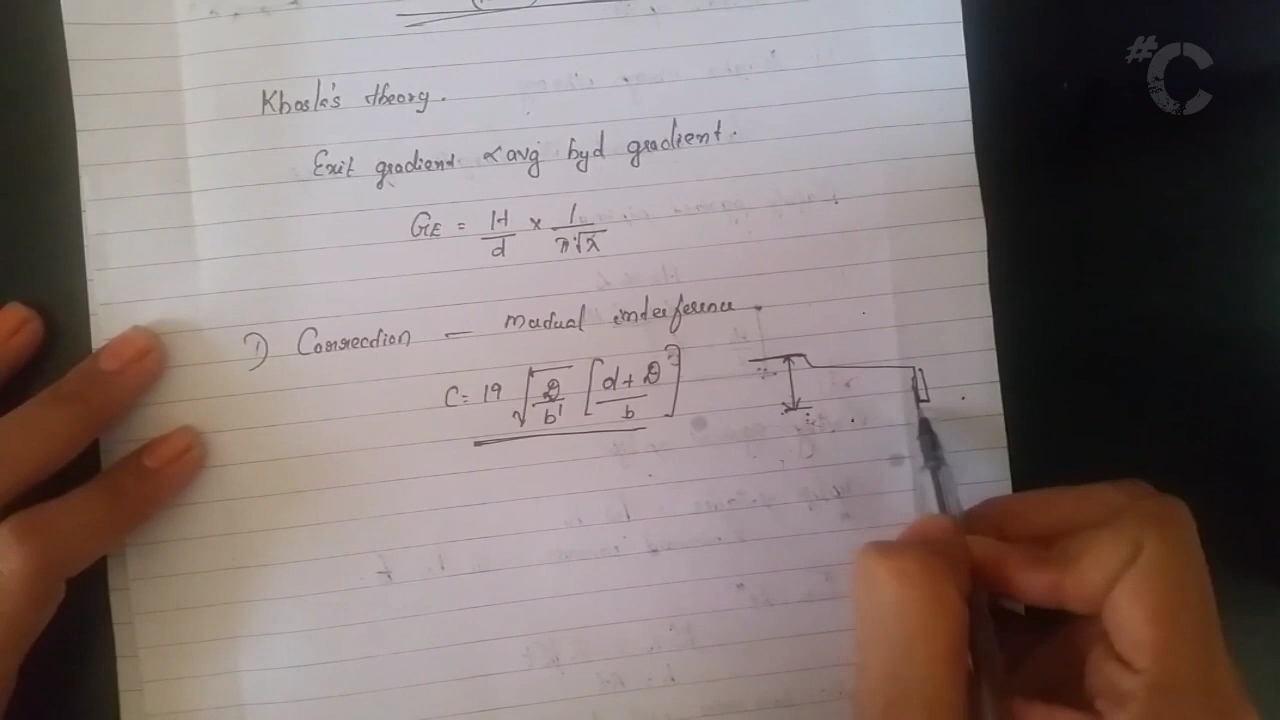 #C
Khosla's theory.
Exit gradient ∝ avg hyd gradient.
GE = H/d × 1/π√λ
1) Correction – Mutual interference
C = 19 √D/b' [d + D/b]